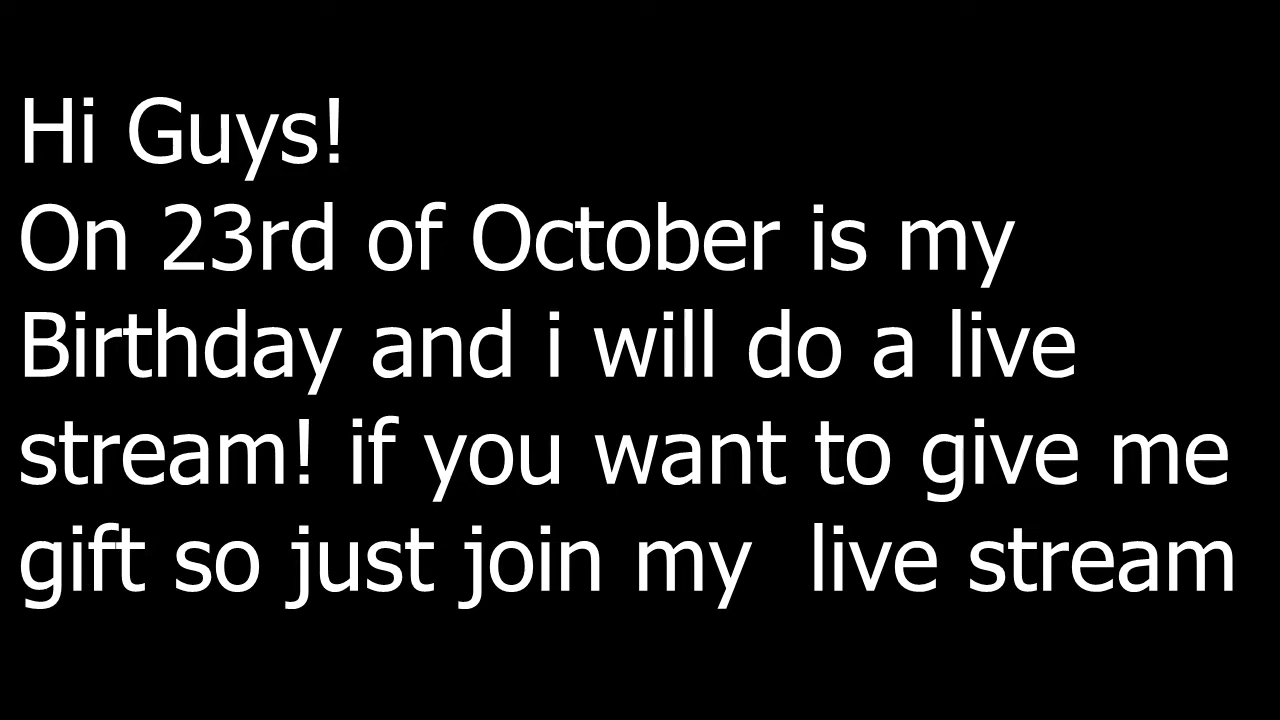 Hi Guys!
On 23rd of October is my
Birthday and i will do a live
stream! if you want to give me
gift so just join my  live stream